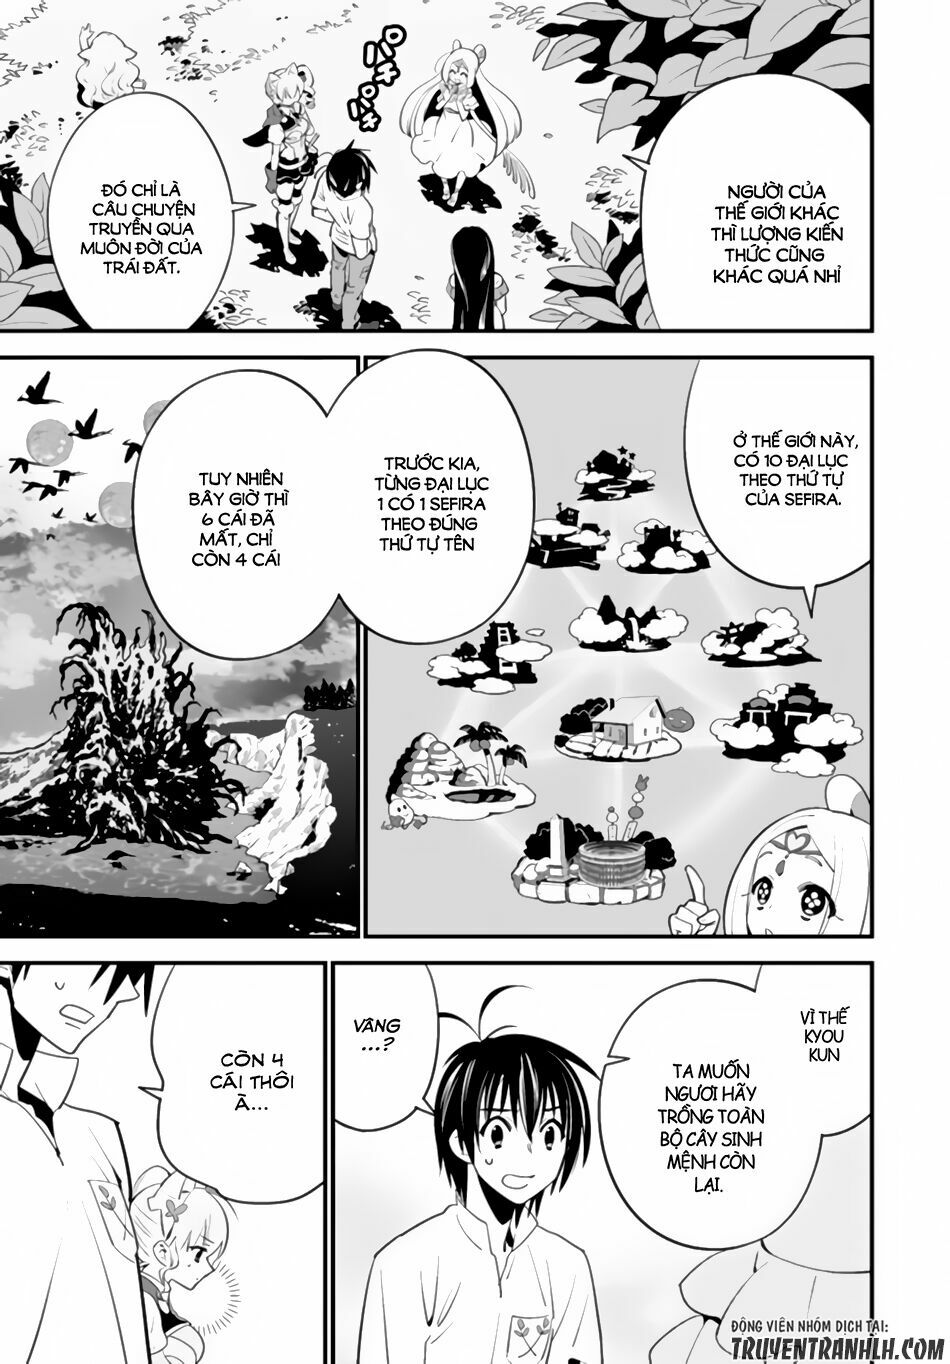 NGƯỜI CỦA
THẾ GIỚI KHÁC
THÌ LƯỢNG KIẾN
THỨC CŨNG
KHÁC QUÁ NHỈ
ĐÓ CHỈ LÀ
CÂU CHUYỆN
TRUYỀN QUA
MUÔN ĐỜI CỦA
TRÁI ĐẤT.
Ở THẾ GIỚI NÀY,
CÓ 10 ĐẠI LỤC
THEO THỨ TỰ
CỦA SEFIRA.
TRƯỚC KIA,
TỪNG ĐẠI LỤC
1 CÓ 1 SEFIRA
THEO ĐÚNG
THỨ TỰ TÊN
TUY NHIÊN
BÂY GIỜ THÌ
6 CÁI ĐÃ
MẤT, CHỈ
CÒN 4 CÁI
VÌ THẾ
KYOU
KUN
TA MUỐN
NGƯƠI HÃY
TRỒNG TOÀN
BỘ CÂY SINH
MỆNH CÒN
LẠI.
VÂNG
...?
CÒN 4
CÁI THÔI
À...
ĐỘNG VIÊN NHÓM DỊCH TẠI:
TRUYENTRANHLH.COM